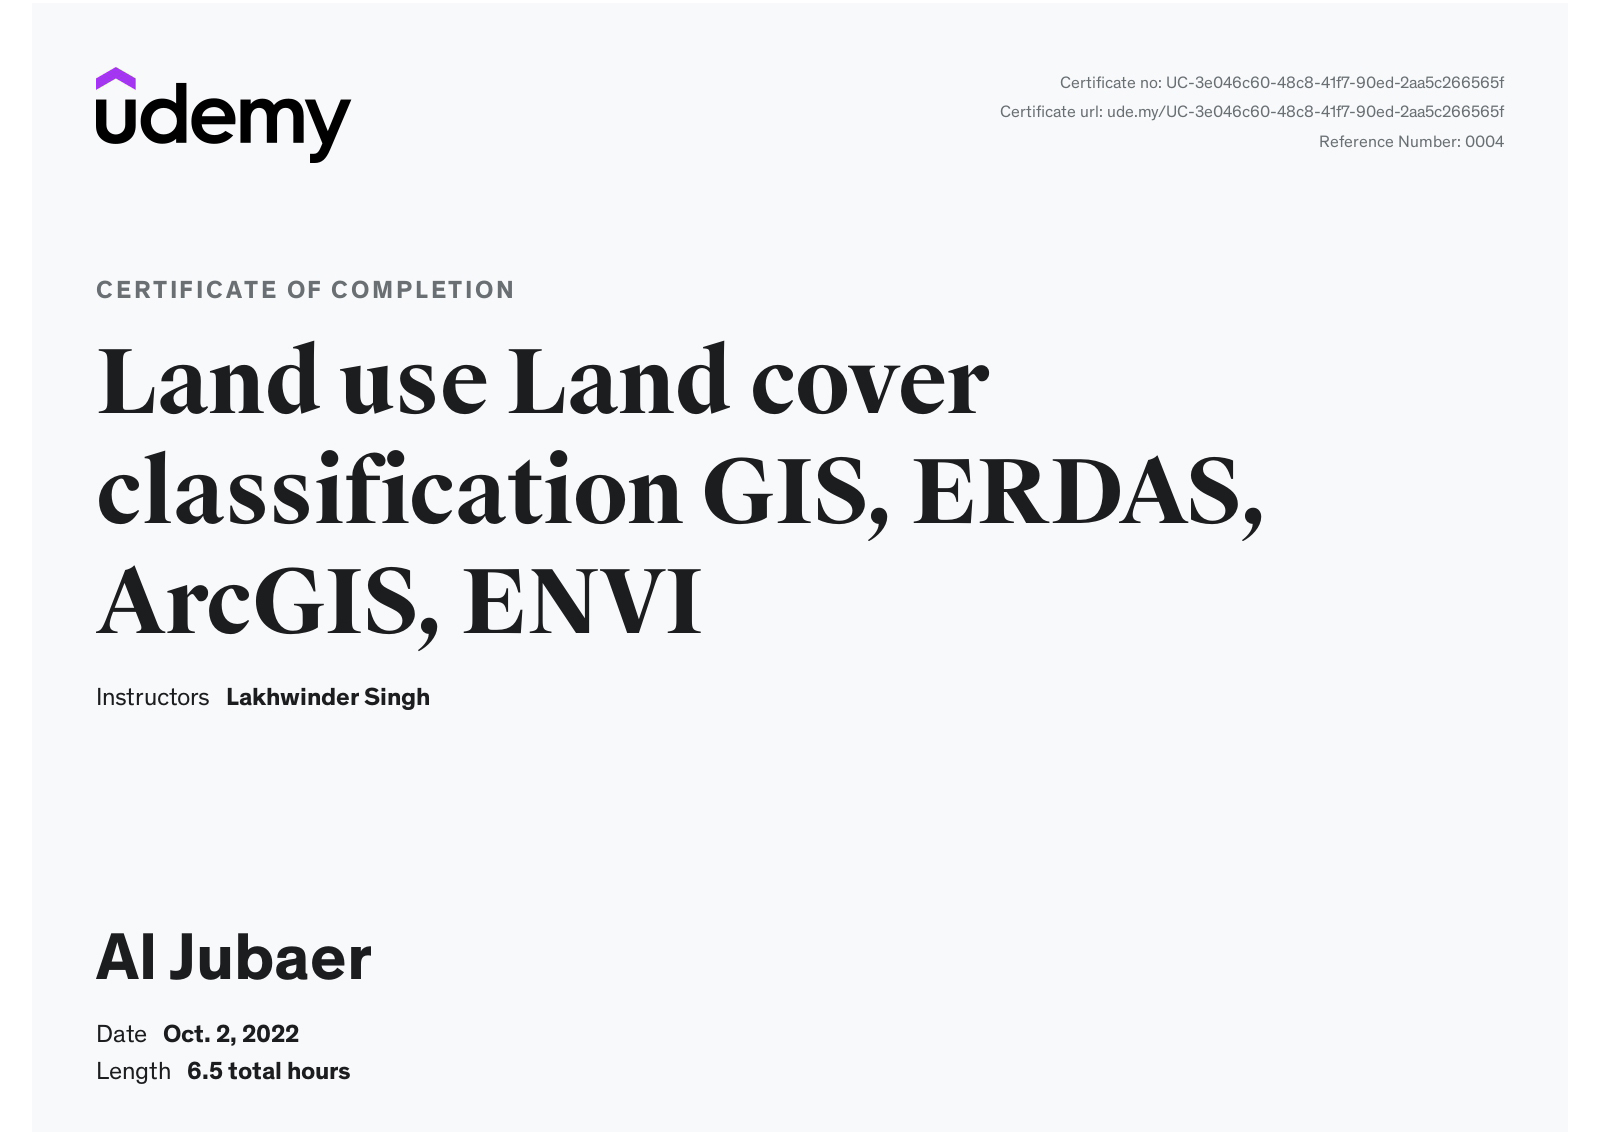 udemy
Certificate no: UC-3e046c60-48c8-41f7-90ed-2aa5c266565f
Certificate url: ude.my/UC-3e046c60-48c8-41f7-90ed-2aa5c266565f
Reference Number: 0004
CERTIFICATE OF COMPLETION
Land use Land cover
classification GIS, ERDAS,
ArcGIS, ENVI
Instructors Lakhwinder Singh
Al Jubaer
Date Oct. 2, 2022
Length 6.5 total hours